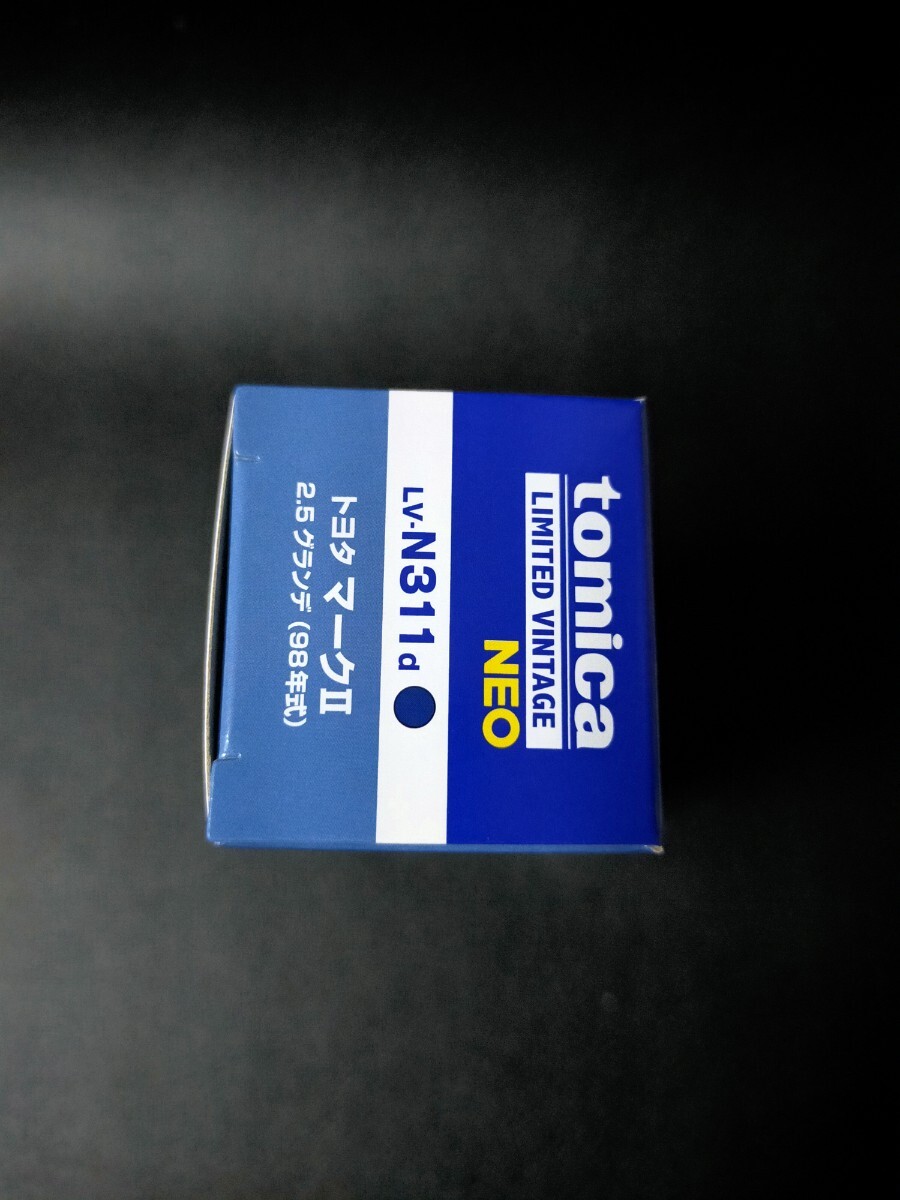 tomica
LIMITED VINTAGE
NEO
LV-N311d
トヨタ マークII
2.5 グランデ (98年式)